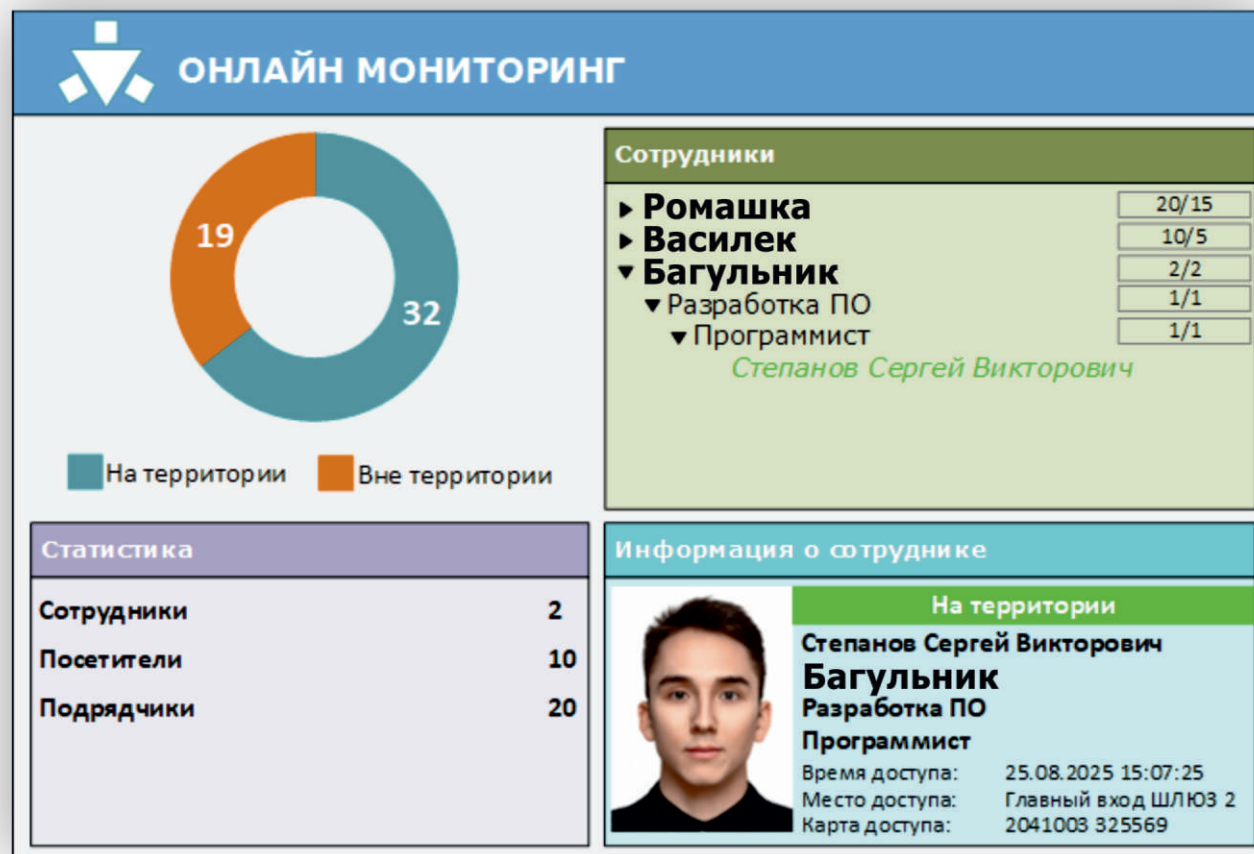 ОНЛАЙН МОНИТОРИНГ
19
32
На территории
Вне территории
Сотрудники
Ромашка 20/15
Василек 10/5
Багульник 2/2
Разработка ПО 1/1
Программист 1/1
Степанов Сергей Викторович
Статистика
Сотрудники 2
Посетители 10
Подрядчики 20
Информация о сотруднике
На территории
Степанов Сергей Викторович
Багульник
Разработка ПО
Программист
Время доступа: 25.08.2025 15:07:25
Место доступа: Главный вход ШЛЮЗ 2
Карта доступа: 2041003 325569